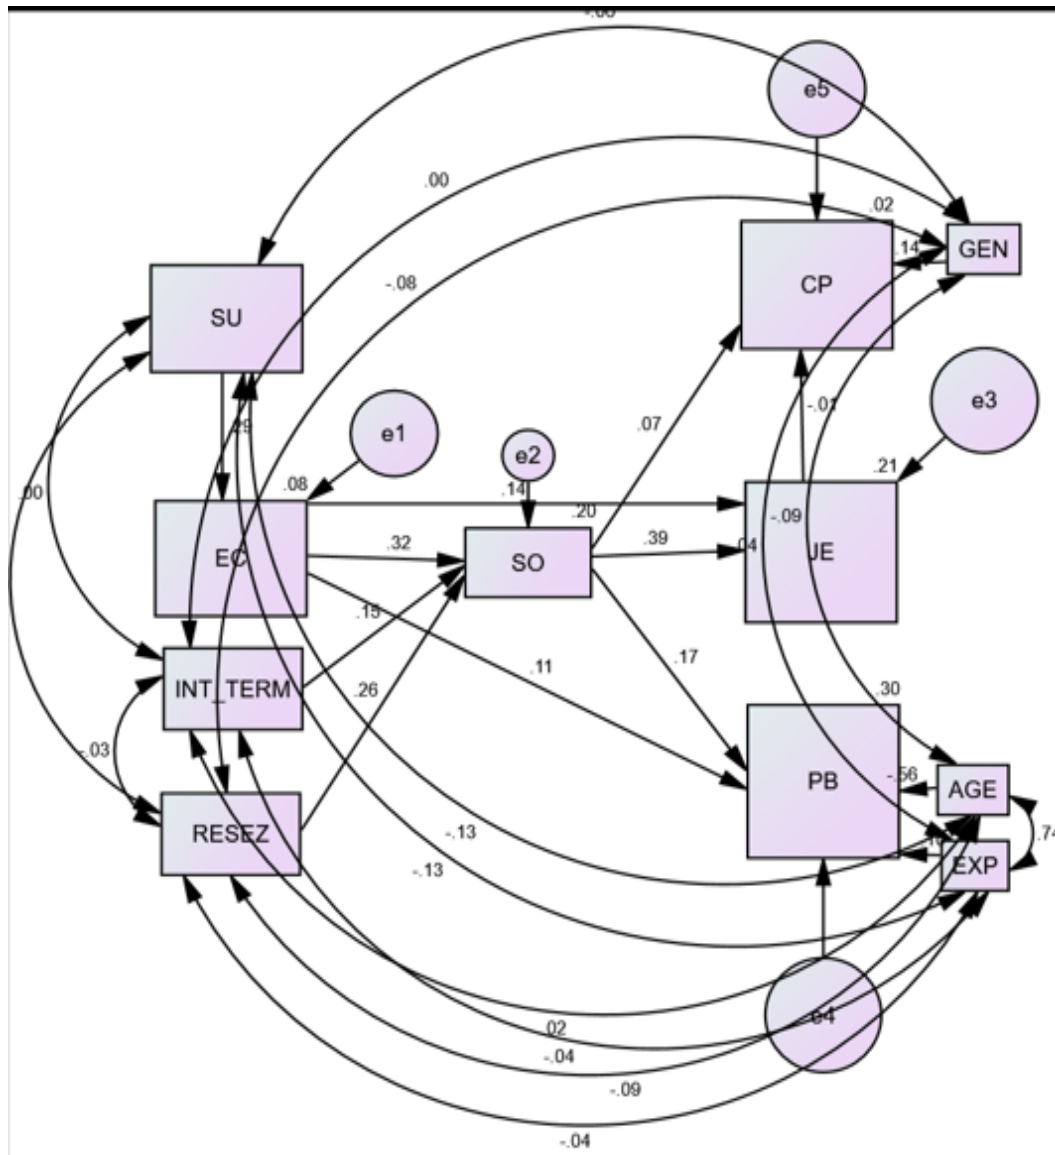 e5
.00
.02
GEN
.14
CP
-.08
SU
e3
-.01
.29
e1
.07
e2
.21
.00
.08
.14
.20
-.09
EC
.32
SO
.39
.04
JE
.15
.17
.11
INT_TERM
.26
.30
-.03
-.56
AGE
PB
RESEZ
-.13
.74
EXP
-.13
e4
.02
-.04
-.09
-.04